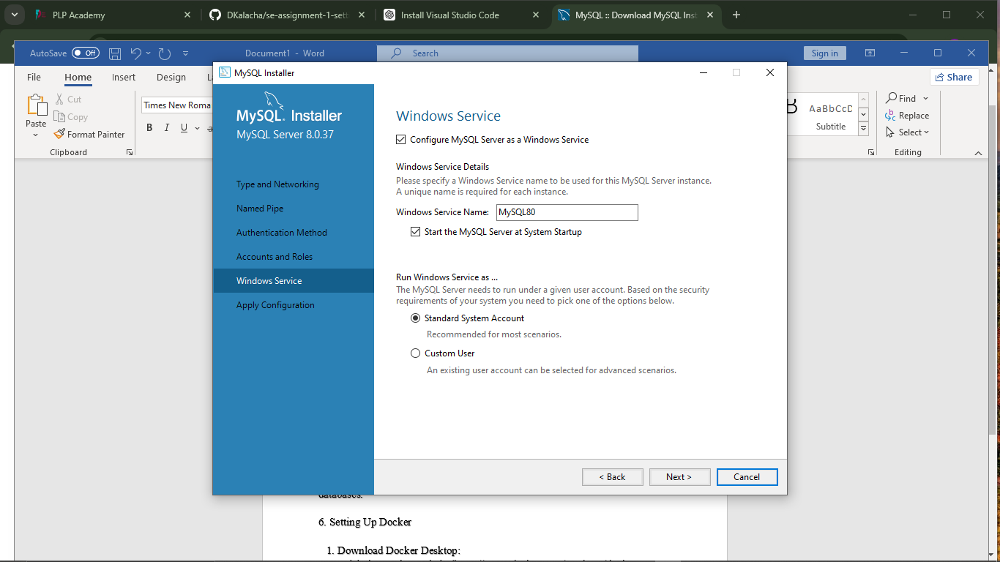 PLP Academy
DKalacha/se-assignment-1-sett
Install Visual Studio Code
MySQL :: Download MySQL Inst
AutoSave Off
Document1 - Word
Search
Sign in
File Home Insert Design
Share
Paste
Cut
Copy
Format Painter
Clipboard
Times New Roma
B I U
AaBbCcD
Subtitle
Find
Replace
Select
Editing
MySQL Installer
MySQL. Installer
MySQL Server 8.0.37
Type and Networking
Named Pipe
Authentication Method
Accounts and Roles
Windows Service
Apply Configuration
Windows Service
Configure MySQL Server as a Windows Service
Windows Service Details
Please specify a Windows Service name to be used for this MySQL Server instance.
A unique name is required for each instance.
Windows Service Name: MySQL80
Start the MySQL Server at System Startup
Run Windows Service as ...
The MySQL Server needs to run under a given user account. Based on the security
requirements of your system you need to pick one of the options below.
Standard System Account
Recommended for most scenarios.
Custom User
An existing user account can be selected for advanced scenarios.
< Back
Next >
Cancel
databases.
6. Setting Up Docker
1. Download Docker Desktop: